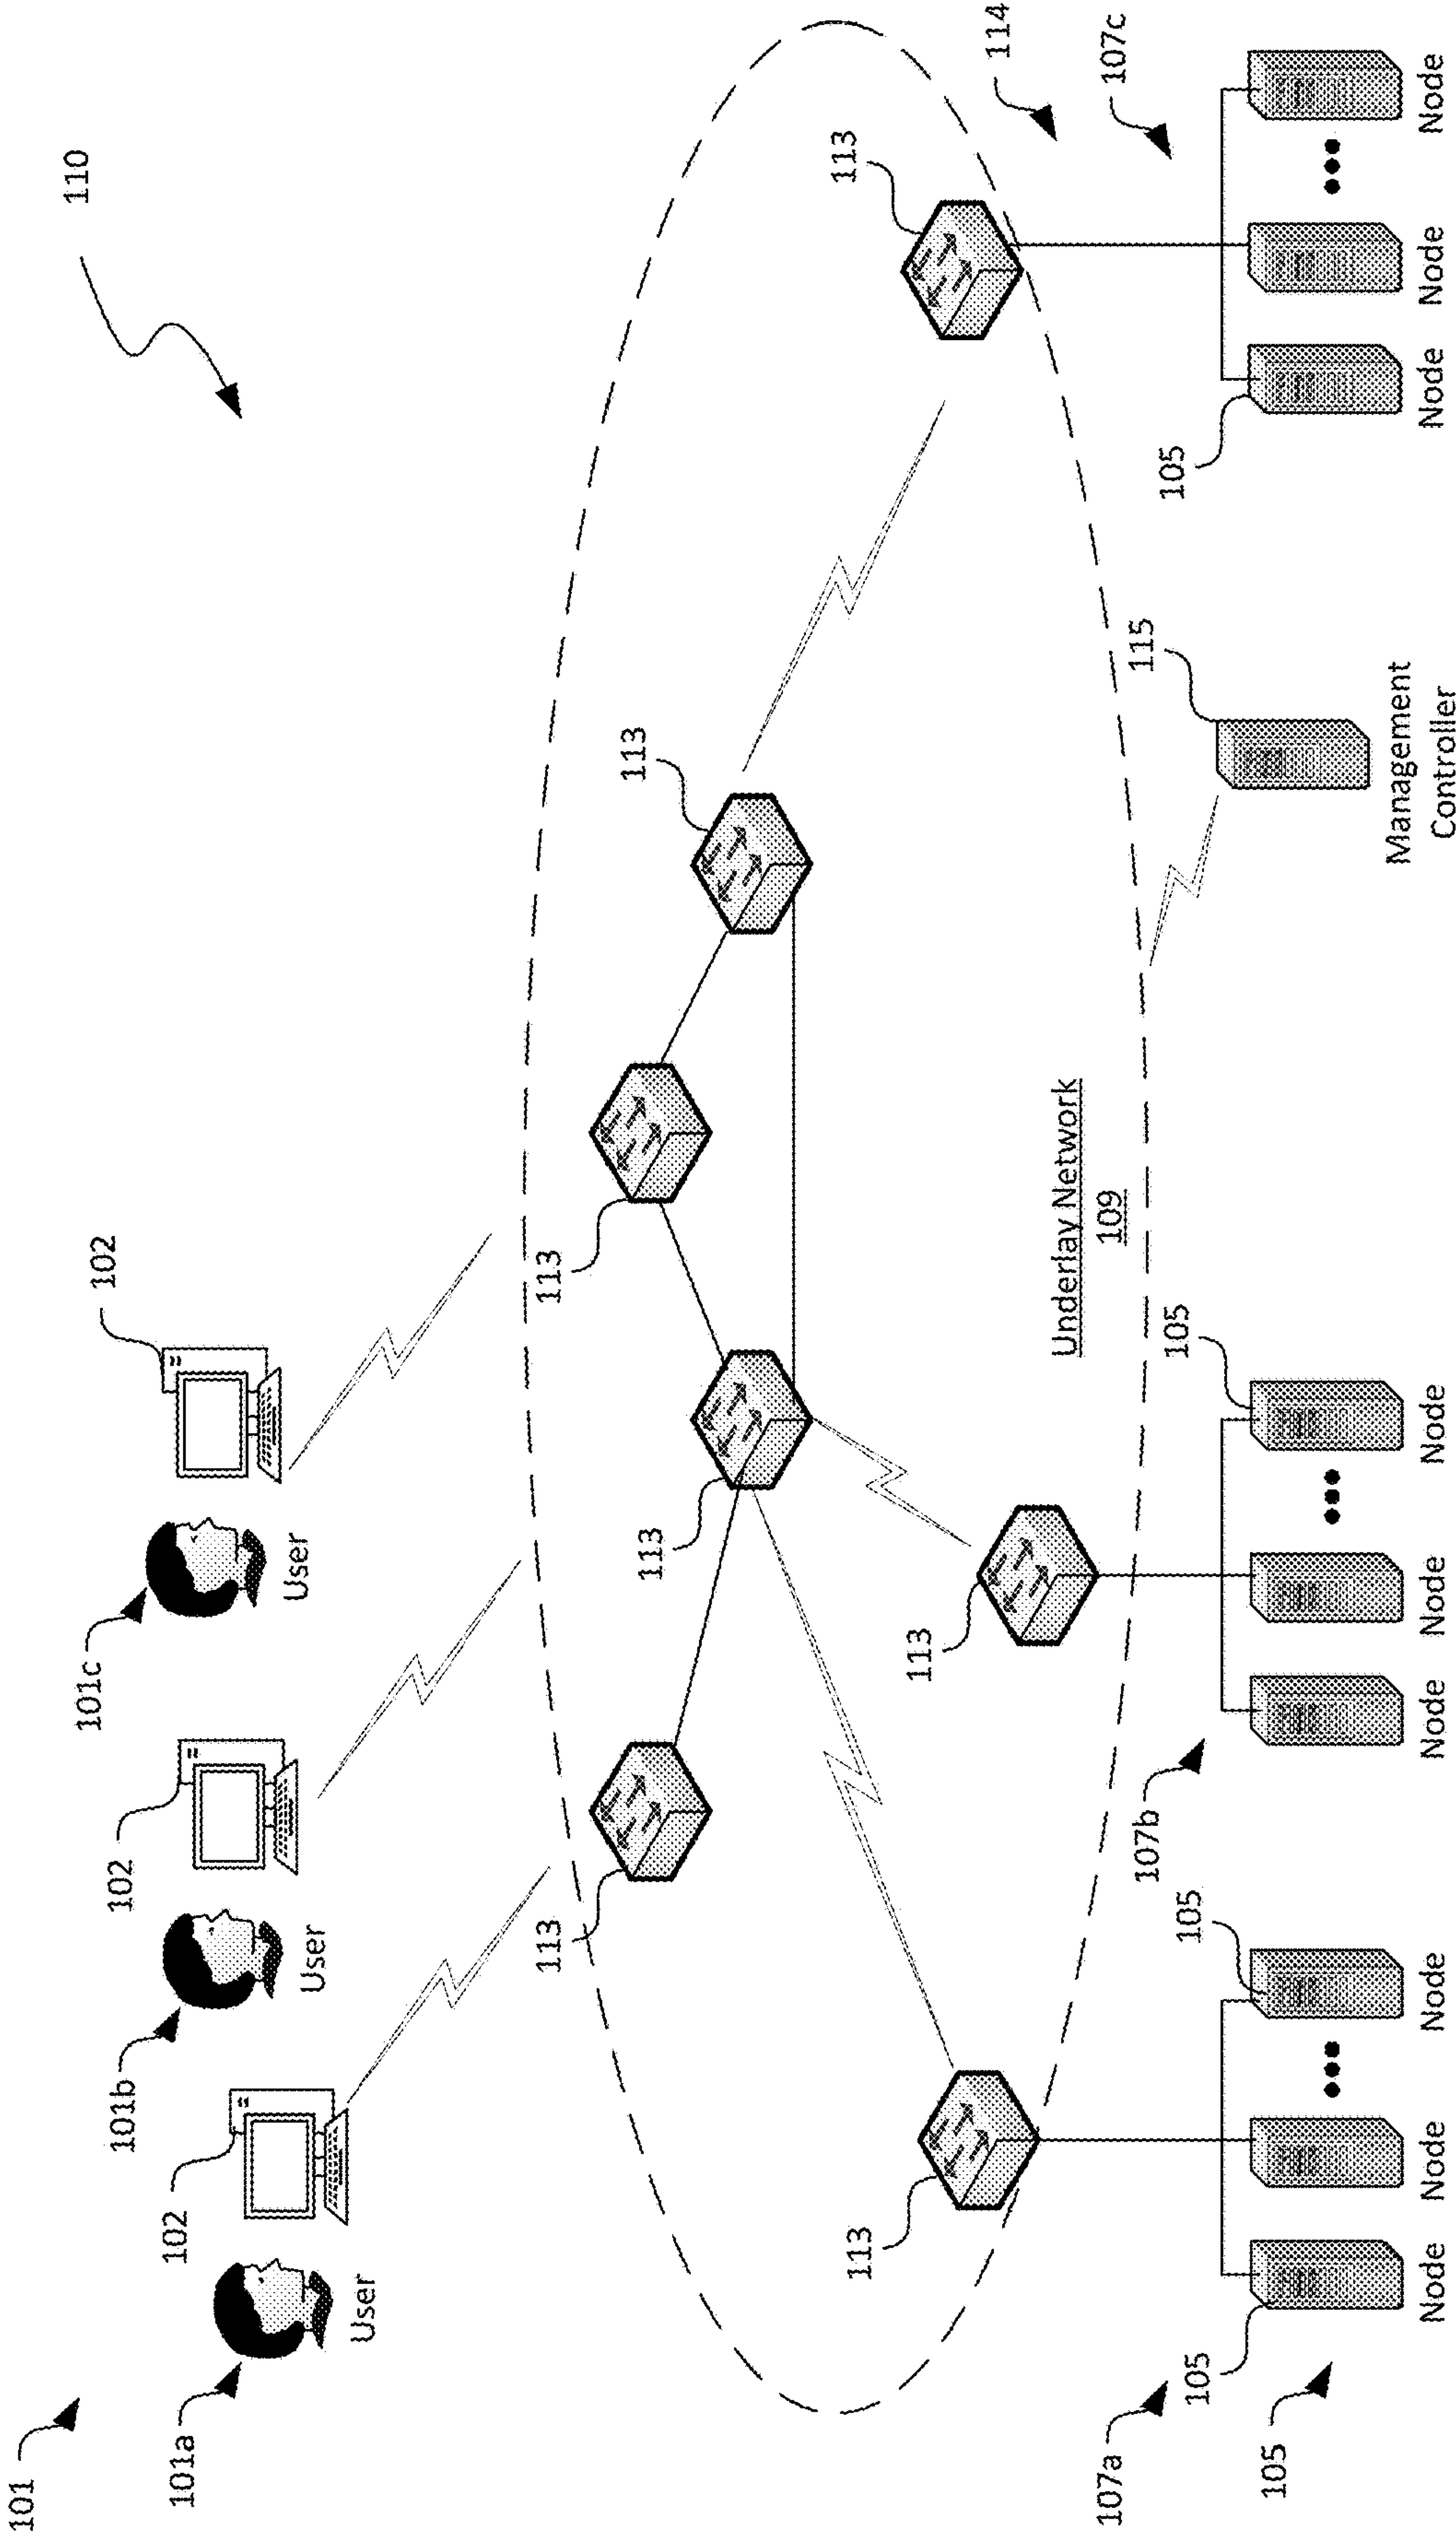 101
110
101a
102
101b
102
101c
102
User
User
User
113
113
113
113
113
113
113
114
Underlay Network
109
107a
107b
107c
115
105
105
105
105
105
Management
Controller
Node
Node
Node
Node
Node
Node
Node
Node
Node